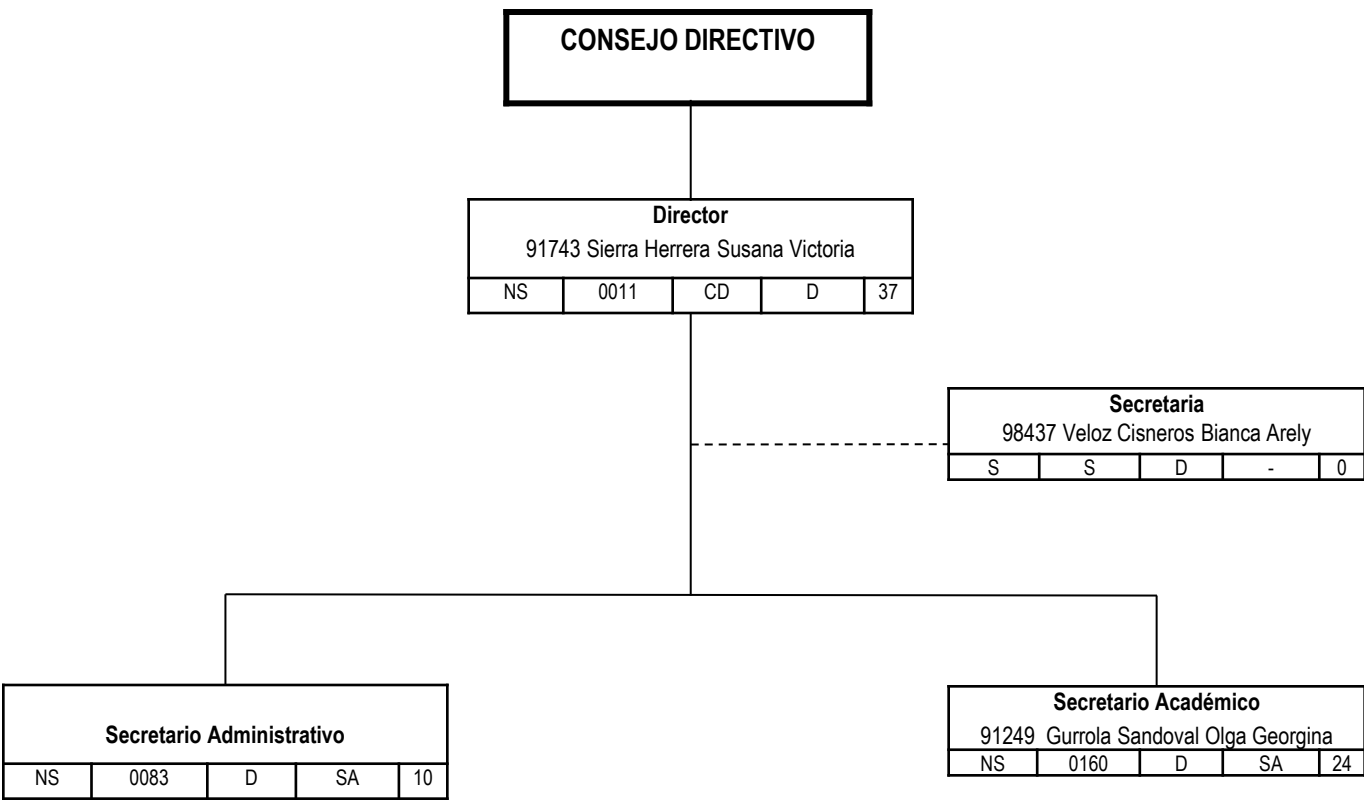 CONSEJO DIRECTIVO
Director
91743 Sierra Herrera Susana Victoria
NS 0011 CD D 37
Secretaria
98437 Veloz Cisneros Bianca Arely
S S D - 0
Secretario Administrativo
NS 0083 D SA 10
Secretario Académico
91249 Gurrola Sandoval Olga Georgina
NS 0160 D SA 24